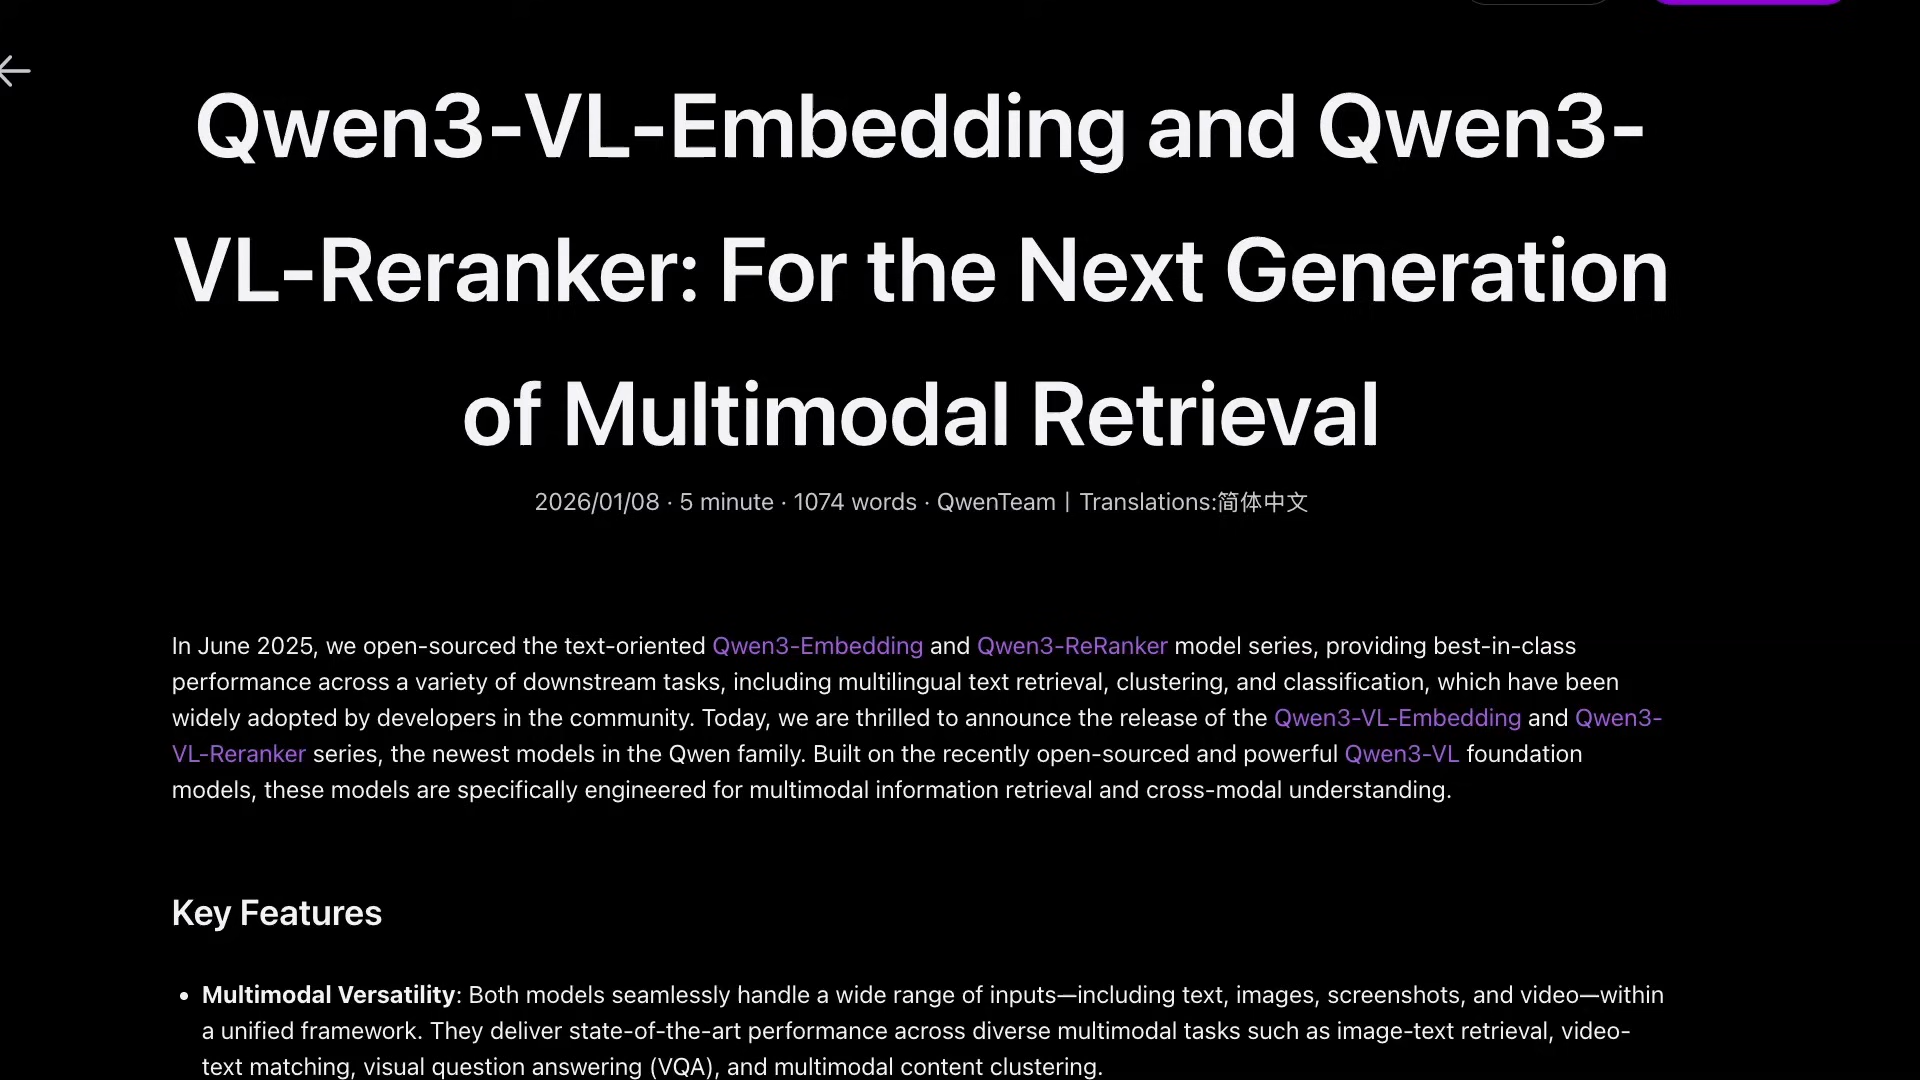 Qwen3-VL-Embedding and Qwen3-
VL-Reranker: For the Next Generation
of Multimodal Retrieval
2026/01/08 · 5 minute · 1074 words · QwenTeam | Translations:简体中文
In June 2025, we open-sourced the text-oriented Qwen3-Embedding and Qwen3-ReRanker model series, providing best-in-class
performance across a variety of downstream tasks, including multilingual text retrieval, clustering, and classification, which have been
widely adopted by developers in the community. Today, we are thrilled to announce the release of the Qwen3-VL-Embedding and Qwen3-
VL-Reranker series, the newest models in the Qwen family. Built on the recently open-sourced and powerful Qwen3-VL foundation
models, these models are specifically engineered for multimodal information retrieval and cross-modal understanding.
Key Features
• Multimodal Versatility: Both models seamlessly handle a wide range of inputs—including text, images, screenshots, and video—within
a unified framework. They deliver state-of-the-art performance across diverse multimodal tasks such as image-text retrieval, video-
text matching, visual question answering (VQA), and multimodal content clustering.